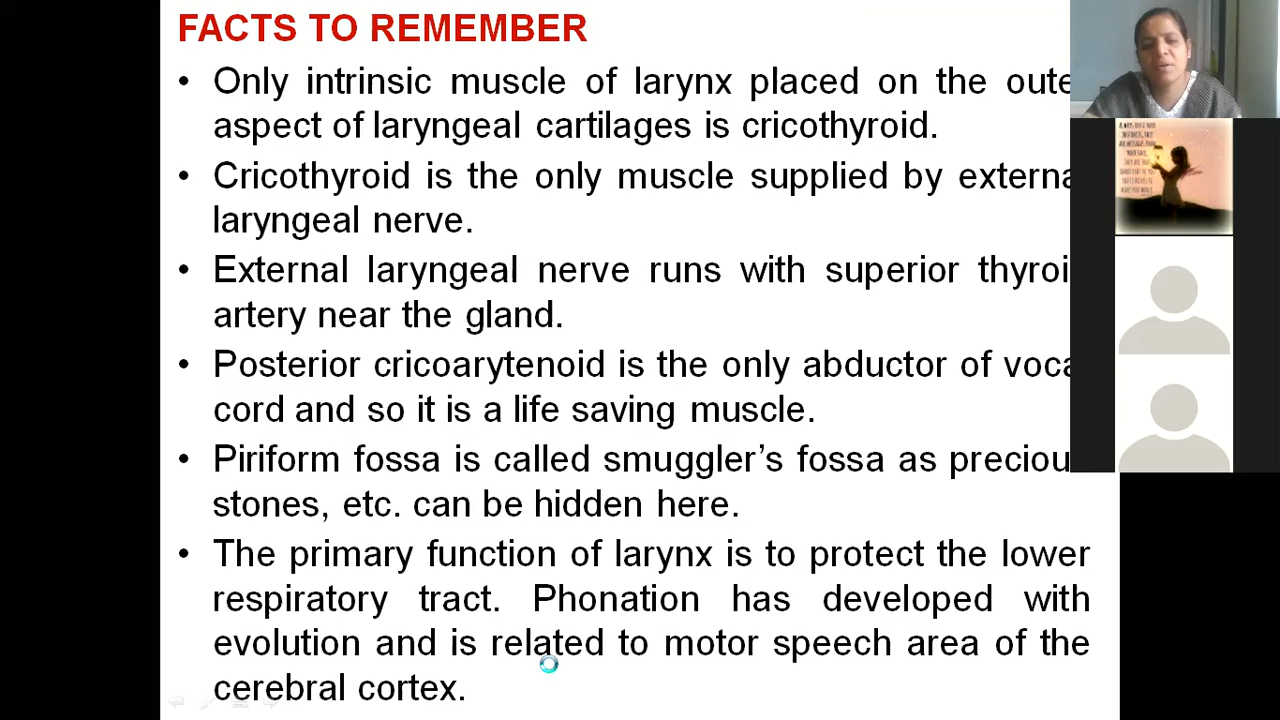 FACTS TO REMEMBER
• Only intrinsic muscle of larynx placed on the oute
aspect of laryngeal cartilages is cricothyroid.
• Cricothyroid is the only muscle supplied by externa
laryngeal nerve.
• External laryngeal nerve runs with superior thyroi
artery near the gland.
• Posterior cricoarytenoid is the only abductor of voca
cord and so it is a life saving muscle.
• Piriform fossa is called smuggler’s fossa as preciou
stones, etc. can be hidden here.
• The primary function of larynx is to protect the lower
respiratory tract. Phonation has developed with
evolution and is related to motor speech area of the
cerebral cortex.